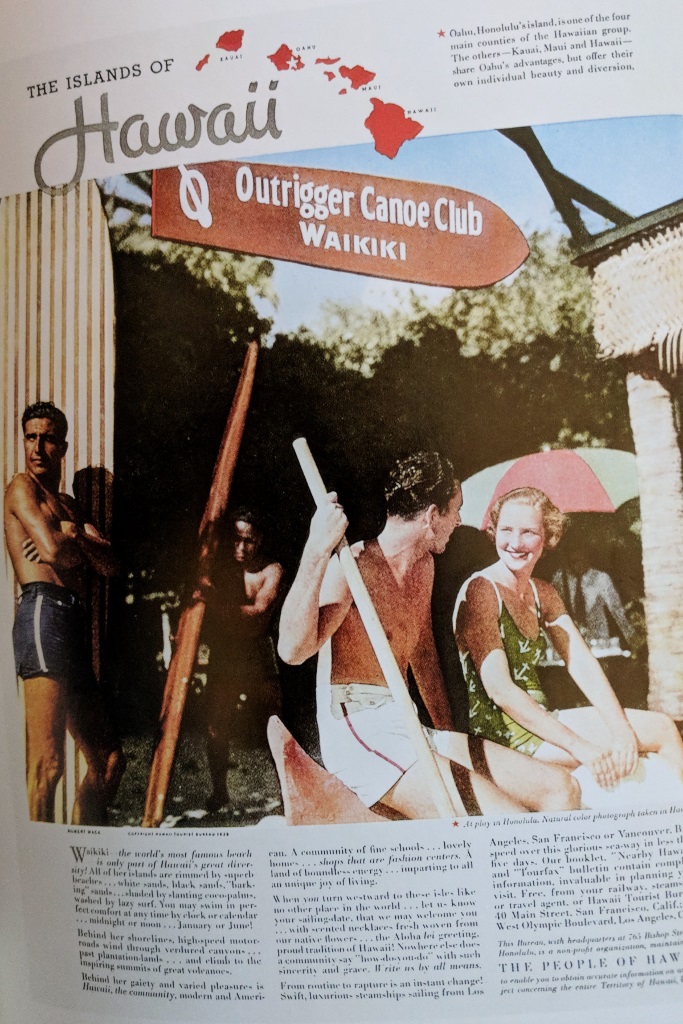 THE ISLANDS OF
Hawaii
KAUAI
OAHU
MAUI
HAWAII
★ Oahu, Honolulu's island, is one of the four
main counties of the Hawaiian group.
The others—Kauai, Maui and Hawaii—
share Oahu's advantages, but offer their
own individual beauty and diversion.
Outrigger Canoe Club
WAIKIKI
COPYRIGHT HAWAII TOURIST BUREAU 1938
★ At play in Honolulu. Natural color photograph taken in
Waikiki—the world's most famous beach
is only part of Hawaii's great diver-
sity! All of her islands are rimmed by superb
beaches... white sands, black sands, "bark-
ing" sands...shaded by slanting coco-palms,
washed by lazy surf. You may swim in per-
fect comfort at any time by clock or calendar
... midnight or noon... January or June!
Behind her shorelines, high-speed motor-
roads wind through verdured canyons...
past plantation-lands... and climb to the
inspiring summits of great volcanoes.
Behind her gaiety and varied pleasures is
Hawaii, the community, modern and Ameri-
can. A community of fine schools... lovely
homes... shops that are fashion centers. A
land of boundless energy... imparting to all
an unique joy of living.
When you turn westward to these isles like
no other place in the world... let us know
your sailing-date, that we may welcome you
...with scented necklaces fresh woven from
our native flowers... the Aloha lei greeting,
proud tradition of Hawaii! Nowhere else does
a community say "how-do-you-do" with such
sincerity and grace. Write us by all means.
From routine to rapture is an instant change!
Swift, luxurious steamships sailing from Los
Angeles, San Francisco or Vancouver, B.
speed over this glorious sea-way in less th
five days. Our booklet, "Nearby Hawa
and "Tourfax" bulletin contain comp
information, invaluable in planning y
visit. Free, from your railway, steams
or travel agent, or Hawaii Tourist Bur
40 Main Street, San Francisco, Calif.;
West Olympic Boulevard, Los Angeles, C
This Bureau, with headquarters at 765 Bishop Str
Honolulu, is a non-profit organization, maintain
THE PEOPLE OF HAW
to enable you to obtain accurate information on
ject concerning the entire Territory of Hawaii,